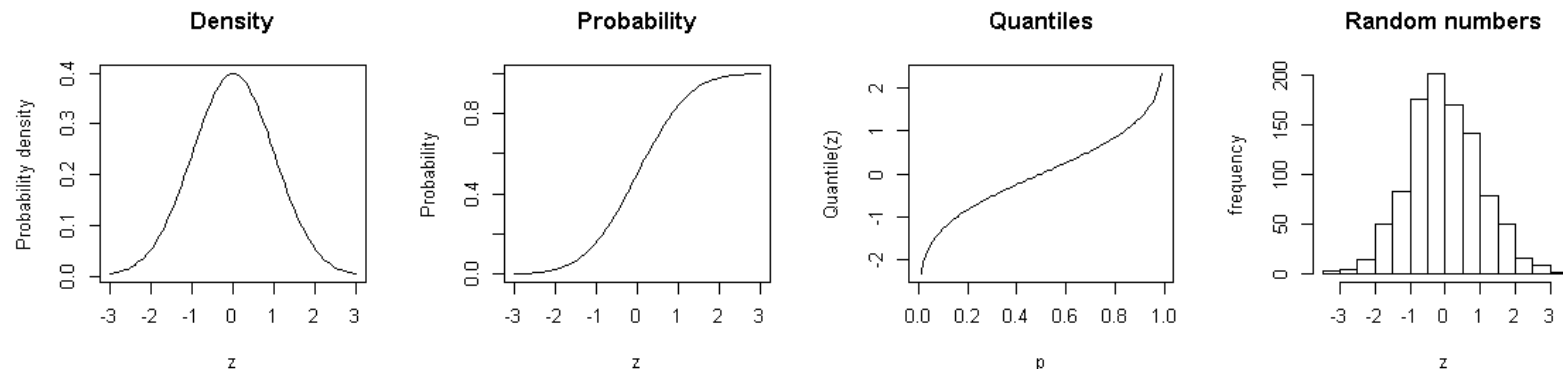 Density
Probability density
0.0 0.1 0.2 0.3 0.4
-3 -2 -1 0 1 2 3
z
Probability
Probability
0.0 0.4 0.8
-3 -2 -1 0 1 2 3
z
Quantiles
Quantile(z)
-2 -1 0 1 2
0.0 0.2 0.4 0.6 0.8 1.0
p
Random numbers
frequency
0 50 100 150 200
-3 -2 -1 0 1 2 3
z